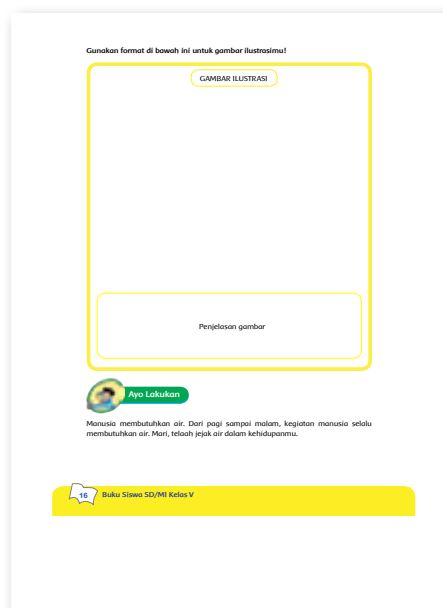 Gunakan format di bawah ini untuk gambar ilustrasimu!
GAMBAR ILUSTRASI
Penjelasan gambar
Ayo Lakukan
Manusia membutuhkan air. Dari pagi sampai malam, kegiatan manusia selalu
membutuhkan air. Mari, telaah jejak air dalam kehidupanmu.
16 Buku Siswa SD/MI Kelas V